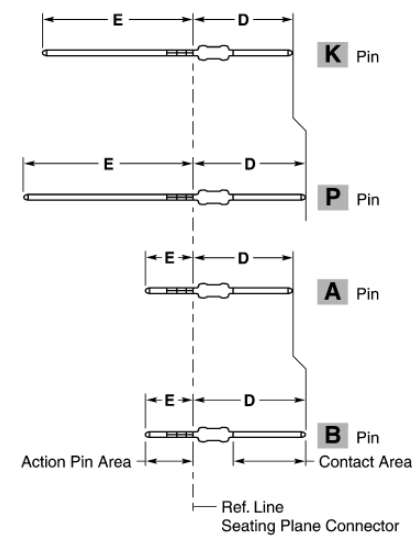 E D
K Pin
E D
P Pin
E D
A Pin
E D
B Pin
Action Pin Area Contact Area
Ref. Line
Seating Plane Connector